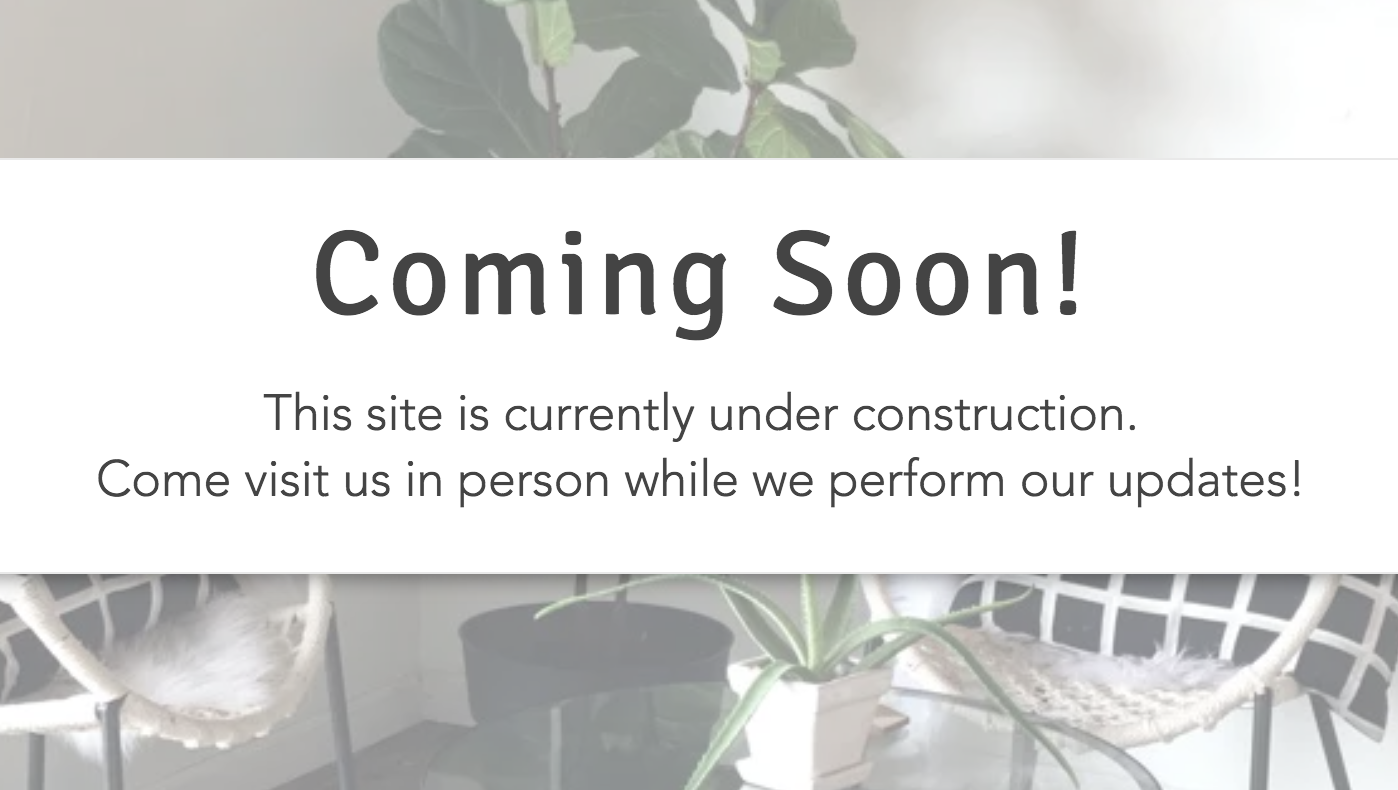 Coming Soon!
This site is currently under construction.
Come visit us in person while we perform our updates!